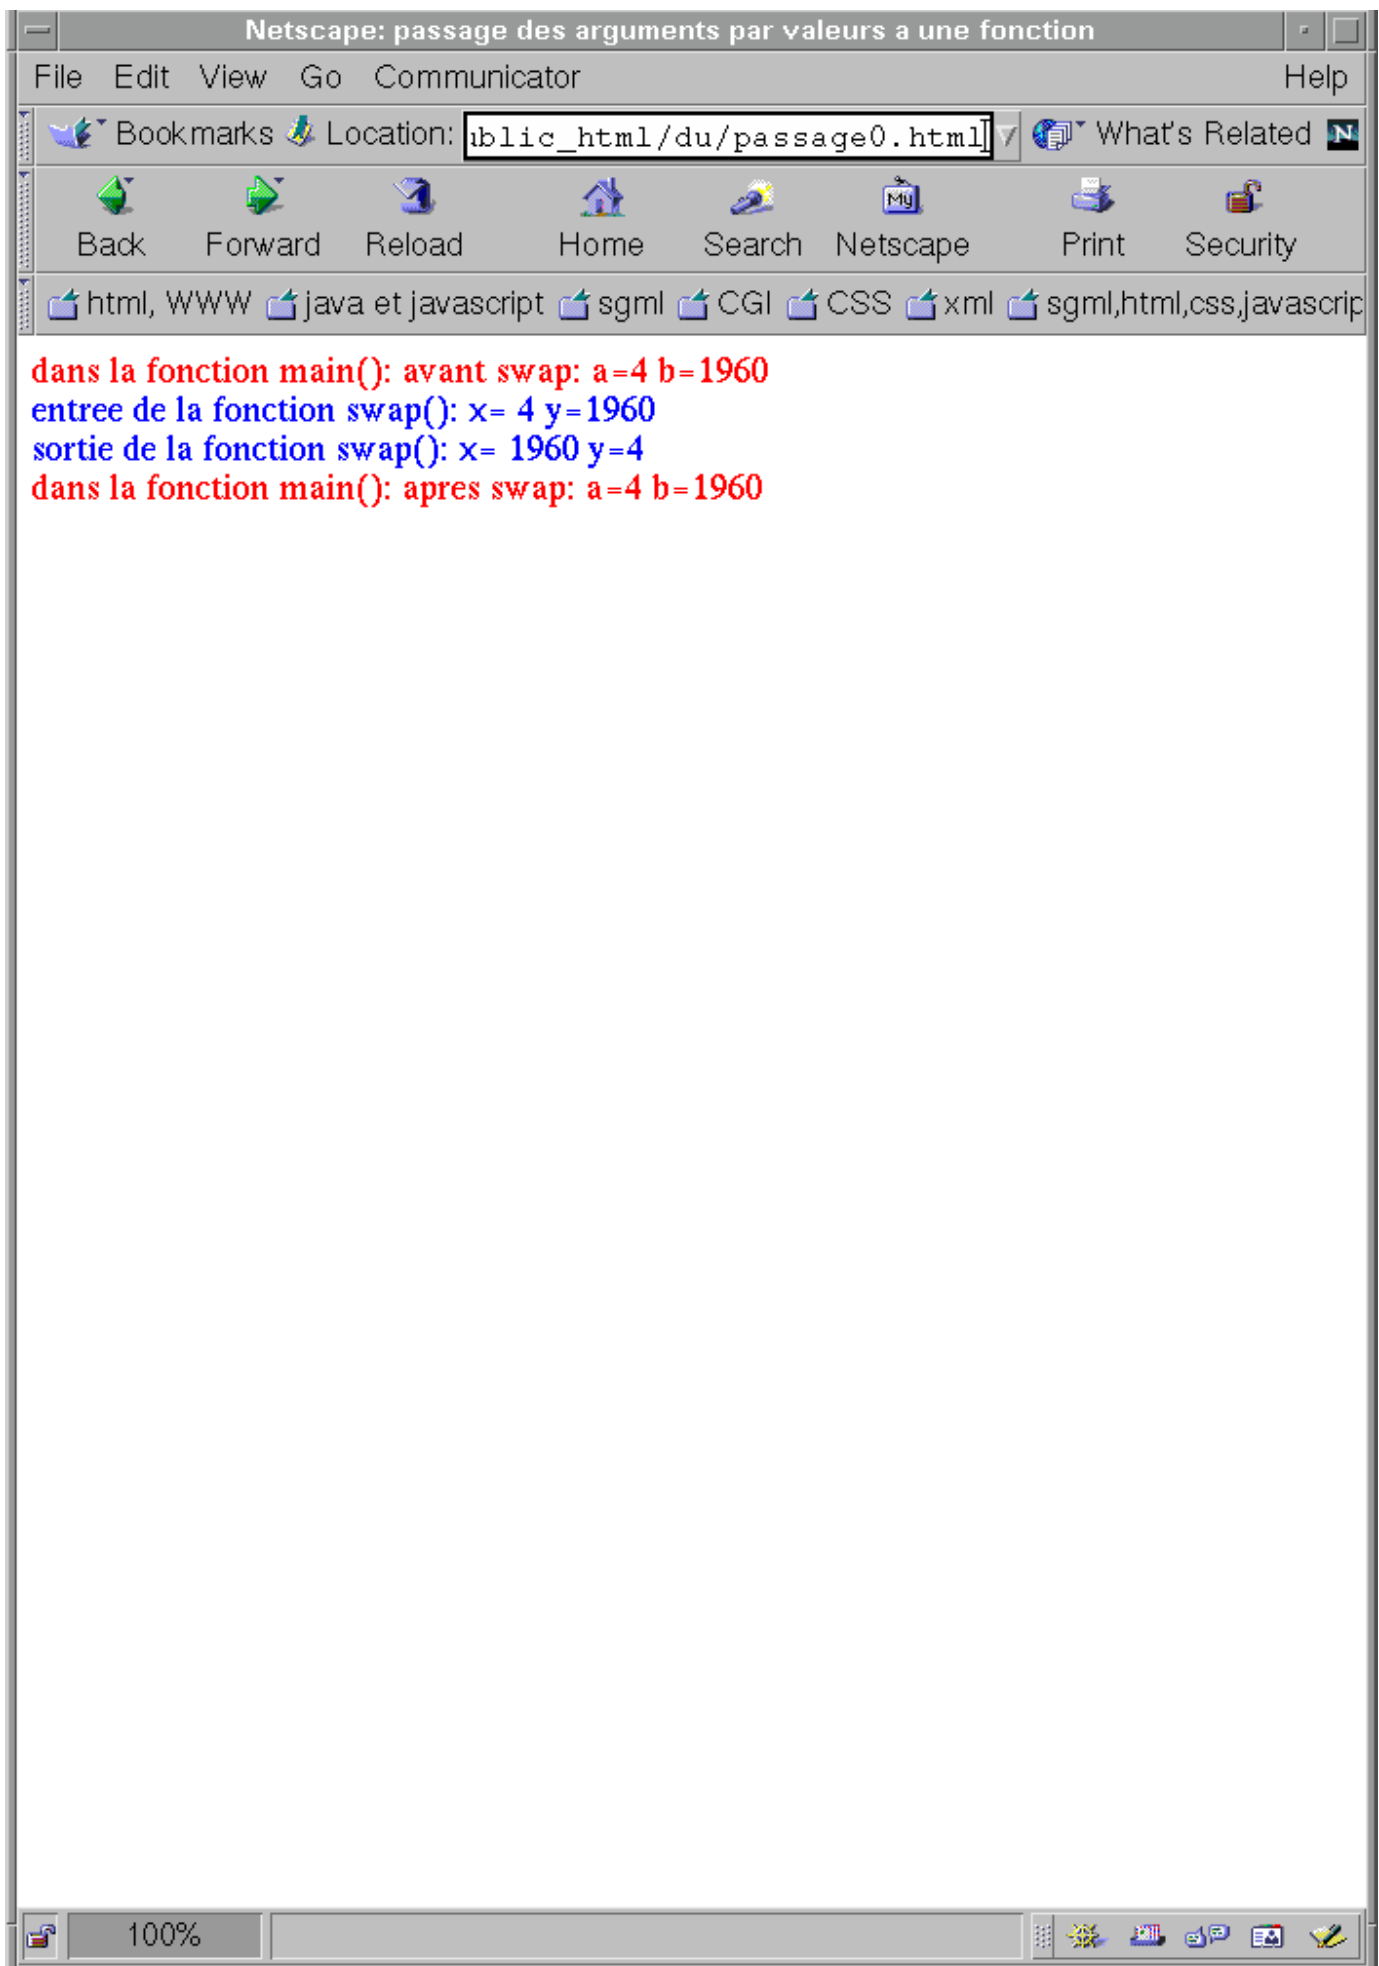 Netscape: passage des arguments par valeurs a une fonction
File Edit View Go Communicator Help
Bookmarks Location: ublic_html/du/passage0.html What's Related N
Back Forward Reload Home Search My Netscape Print Security
html, WWW java et javascript sgml CGI CSS xml sgml,html,css,javascrip
dans la fonction main(): avant swap: a=4 b=1960
entree de la fonction swap(): x= 4 y=1960
sortie de la fonction swap(): x= 1960 y=4
dans la fonction main(): apres swap: a=4 b=1960
100%